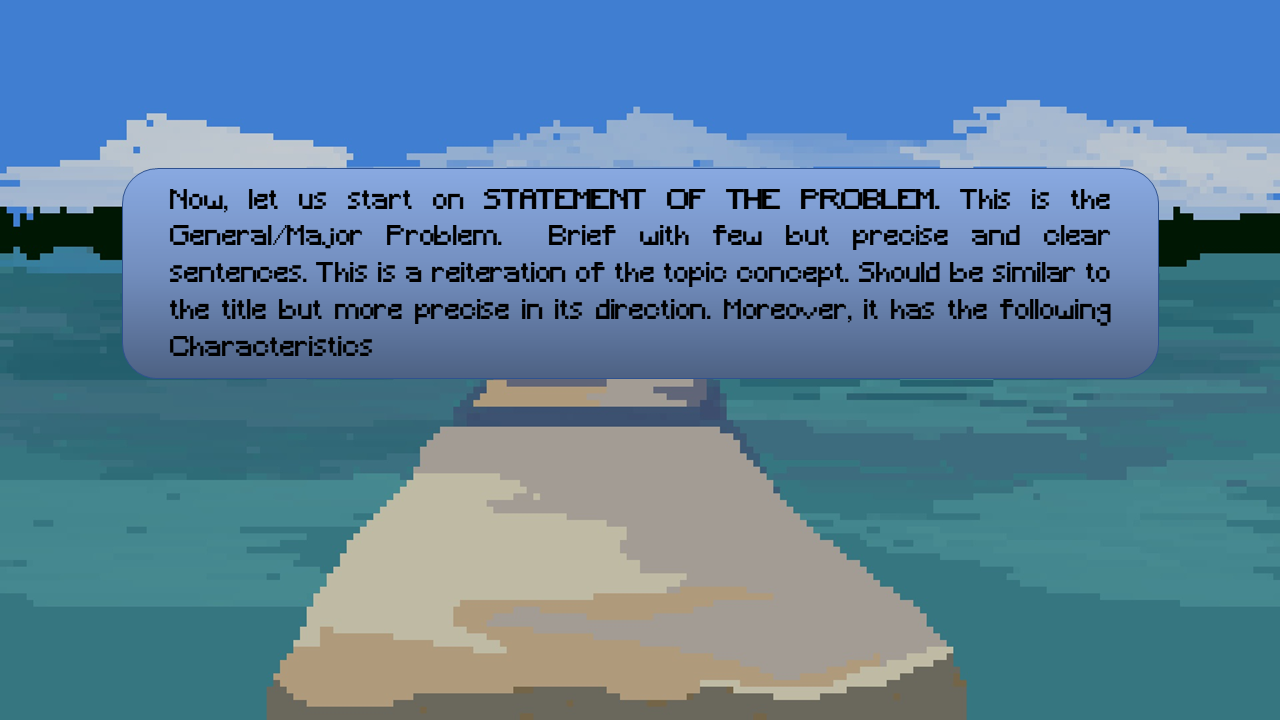 Now, let us start on STATEMENT OF THE PROBLEM. This is the
General/Major Problem. Brief with few but precise and clear
sentences. This is a reiteration of the topic concept. Should be similar to
the title but more precise in its direction. Moreover, it has the following
Characteristics